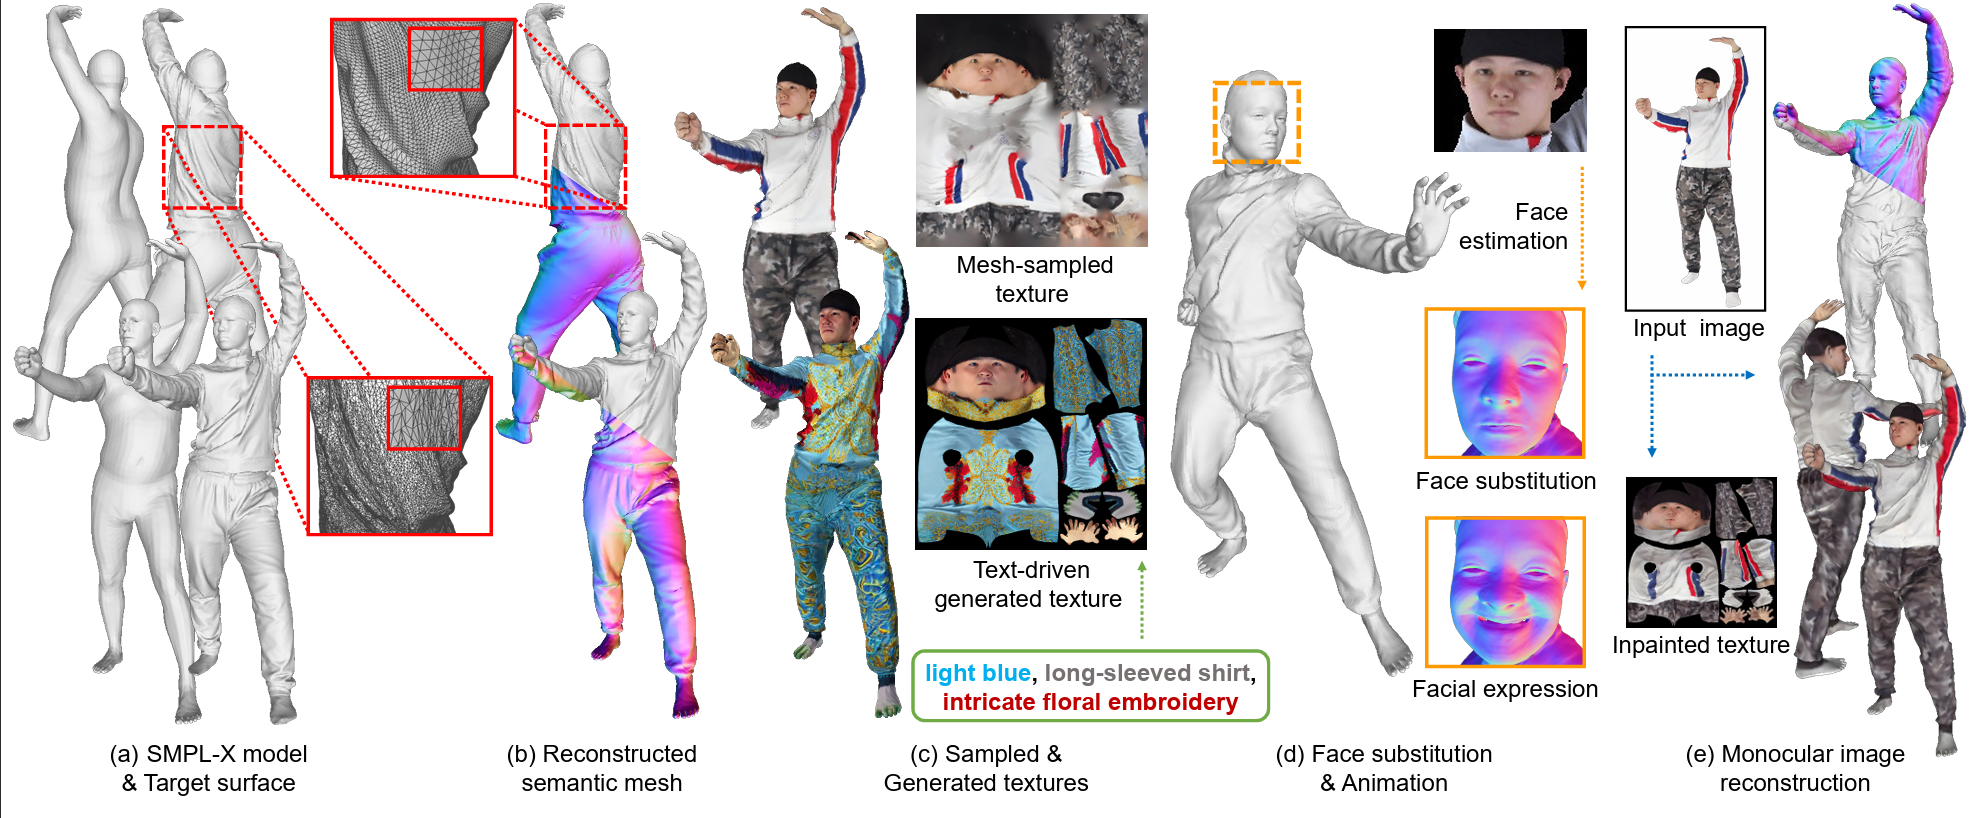 Mesh-sampled
texture
Text-driven
generated texture
light blue, long-sleeved shirt,
intricate floral embroidery
Face
estimation
Face substitution
Facial expression
Input image
Inpainted texture
(a) SMPL-X model
& Target surface
(b) Reconstructed
semantic mesh
(c) Sampled &
Generated textures
(d) Face substitution
& Animation
(e) Monocular image
reconstruction